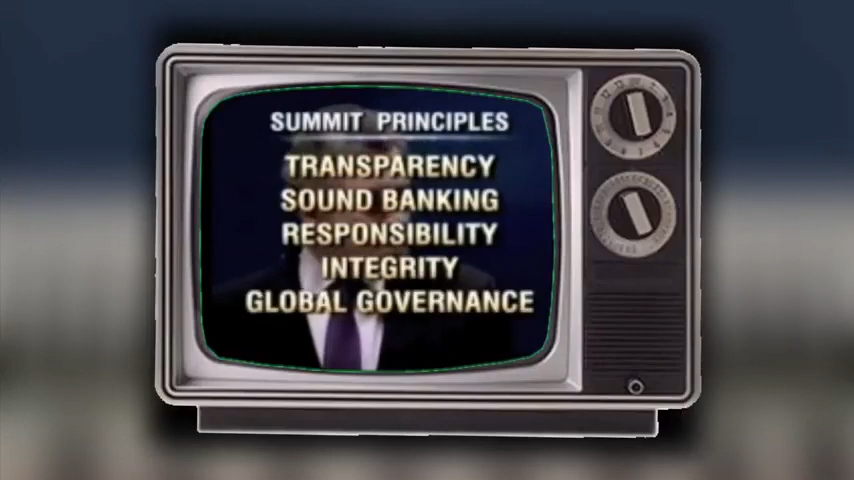 SUMMIT PRINCIPLES
TRANSPARENCY
SOUND BANKING
RESPONSIBILITY
INTEGRITY
GLOBAL GOVERNANCE